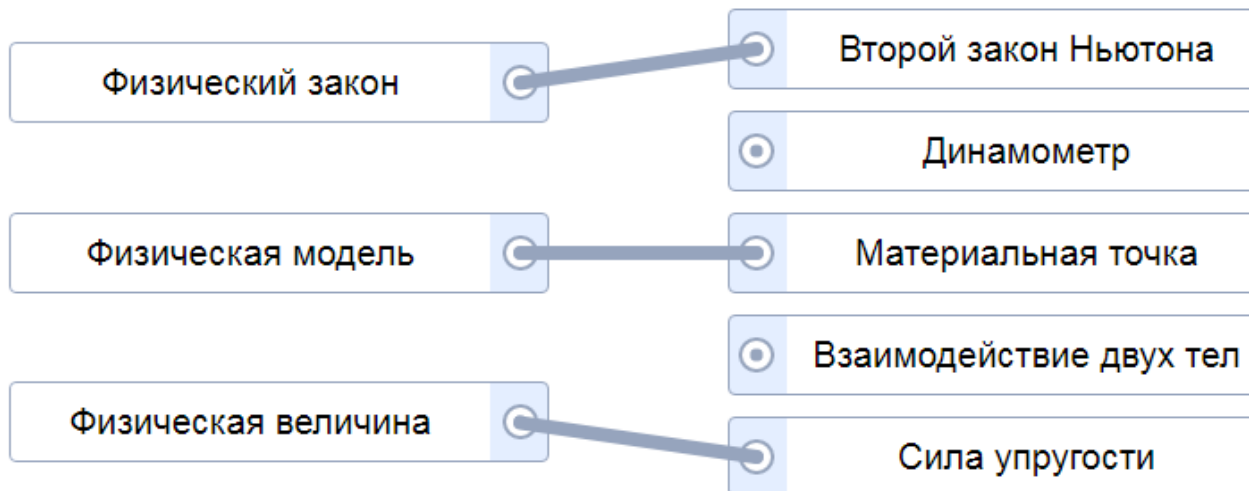 Физический закон
Физическая модель
Физическая величина
Второй закон Ньютона
Динамометр
Материальная точка
Взаимодействие двух тел
Сила упругости